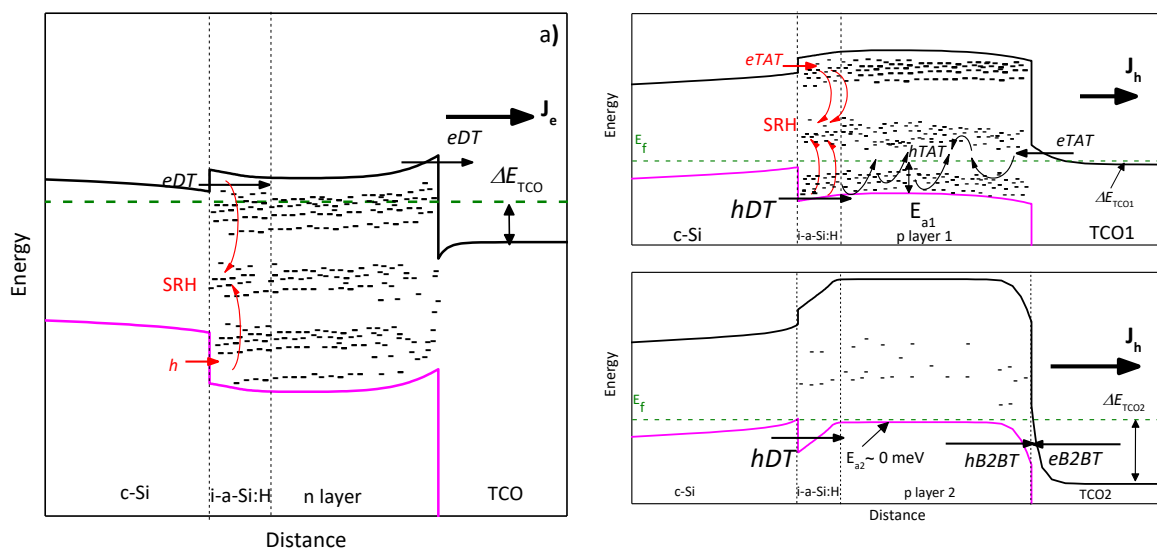 a)
J_e
eDT
eDT
ΔE_TCO
SRH
h
c-Si
i-a-Si:H
n layer
TCO
Energy
Distance
eTAT
J_h
SRH
E_f
hTAT
eTAT
hDT
E_a1
ΔE_TCO1
c-Si
i-a-Si:H
p layer 1
TCO1
Energy
J_h
E_f
ΔE_TCO2
hDT
E_a2~ 0 meV
hB2BT
eB2BT
c-Si
i-a-Si:H
p layer 2
TCO2
Energy
Distance